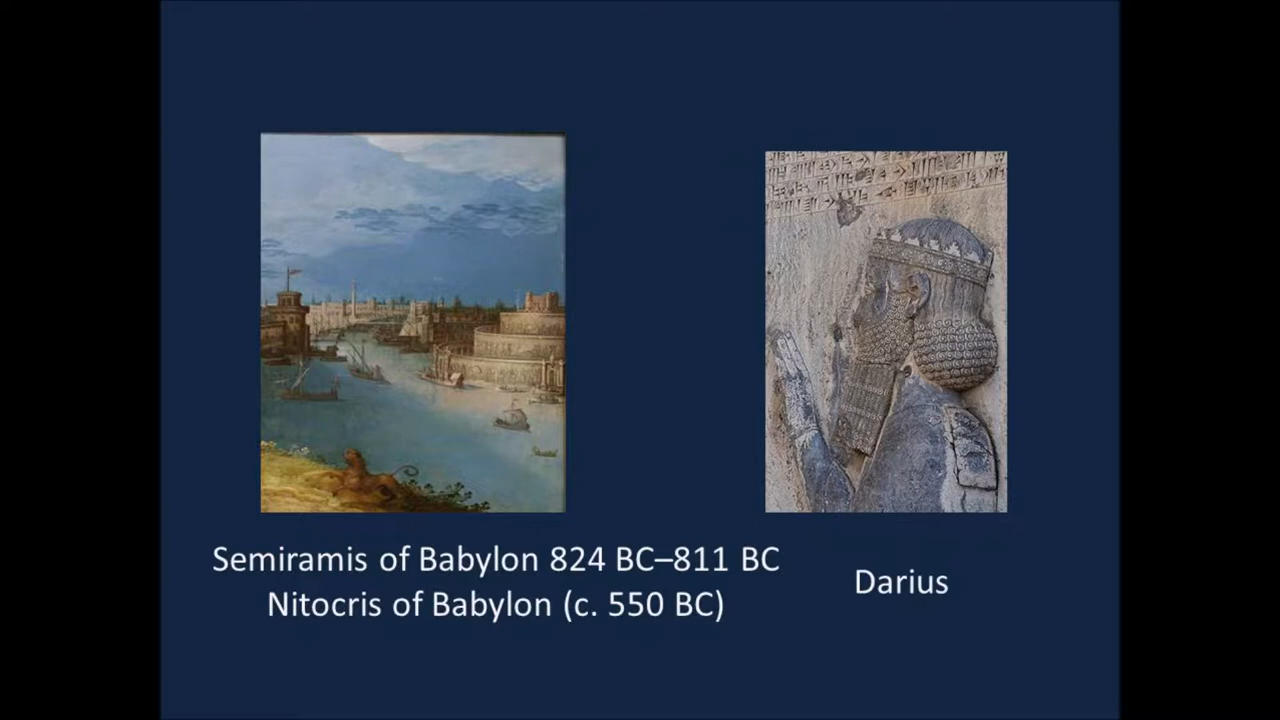 Semiramis of Babylon 824 BC–811 BC
Nitocris of Babylon (c. 550 BC)
Darius